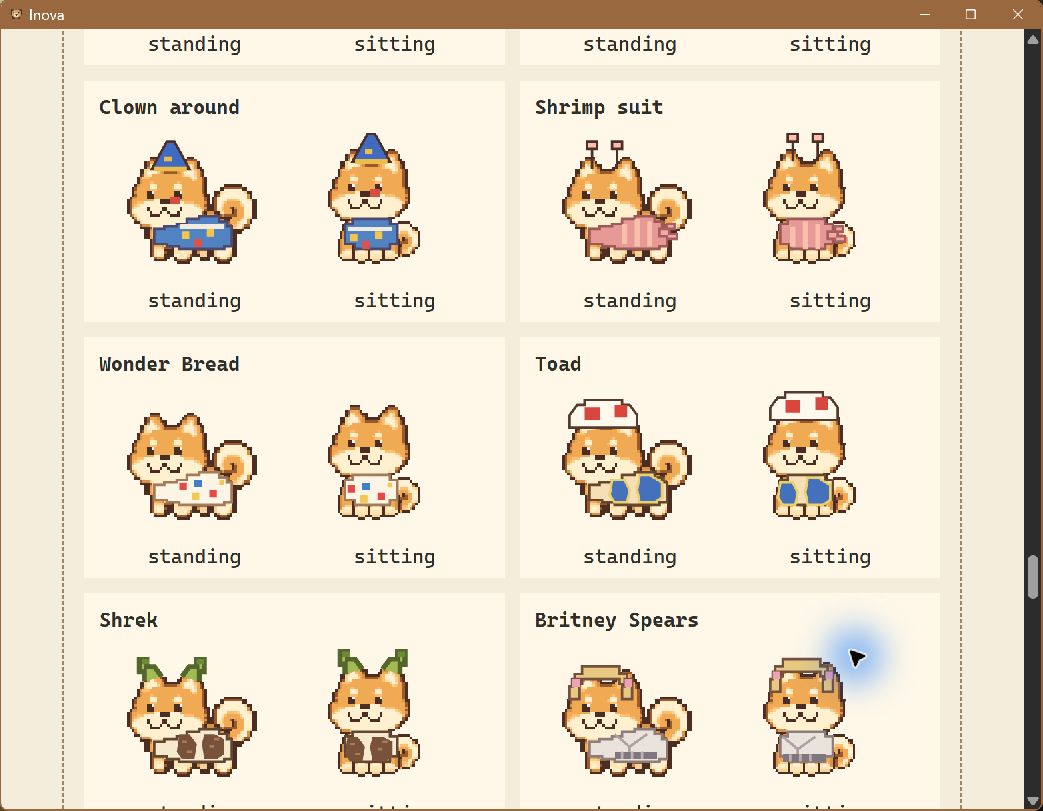 Inova
standing sitting standing sitting
Clown around Shrimp suit
standing sitting standing sitting
Wonder Bread Toad
standing sitting standing sitting
Shrek Britney Spears